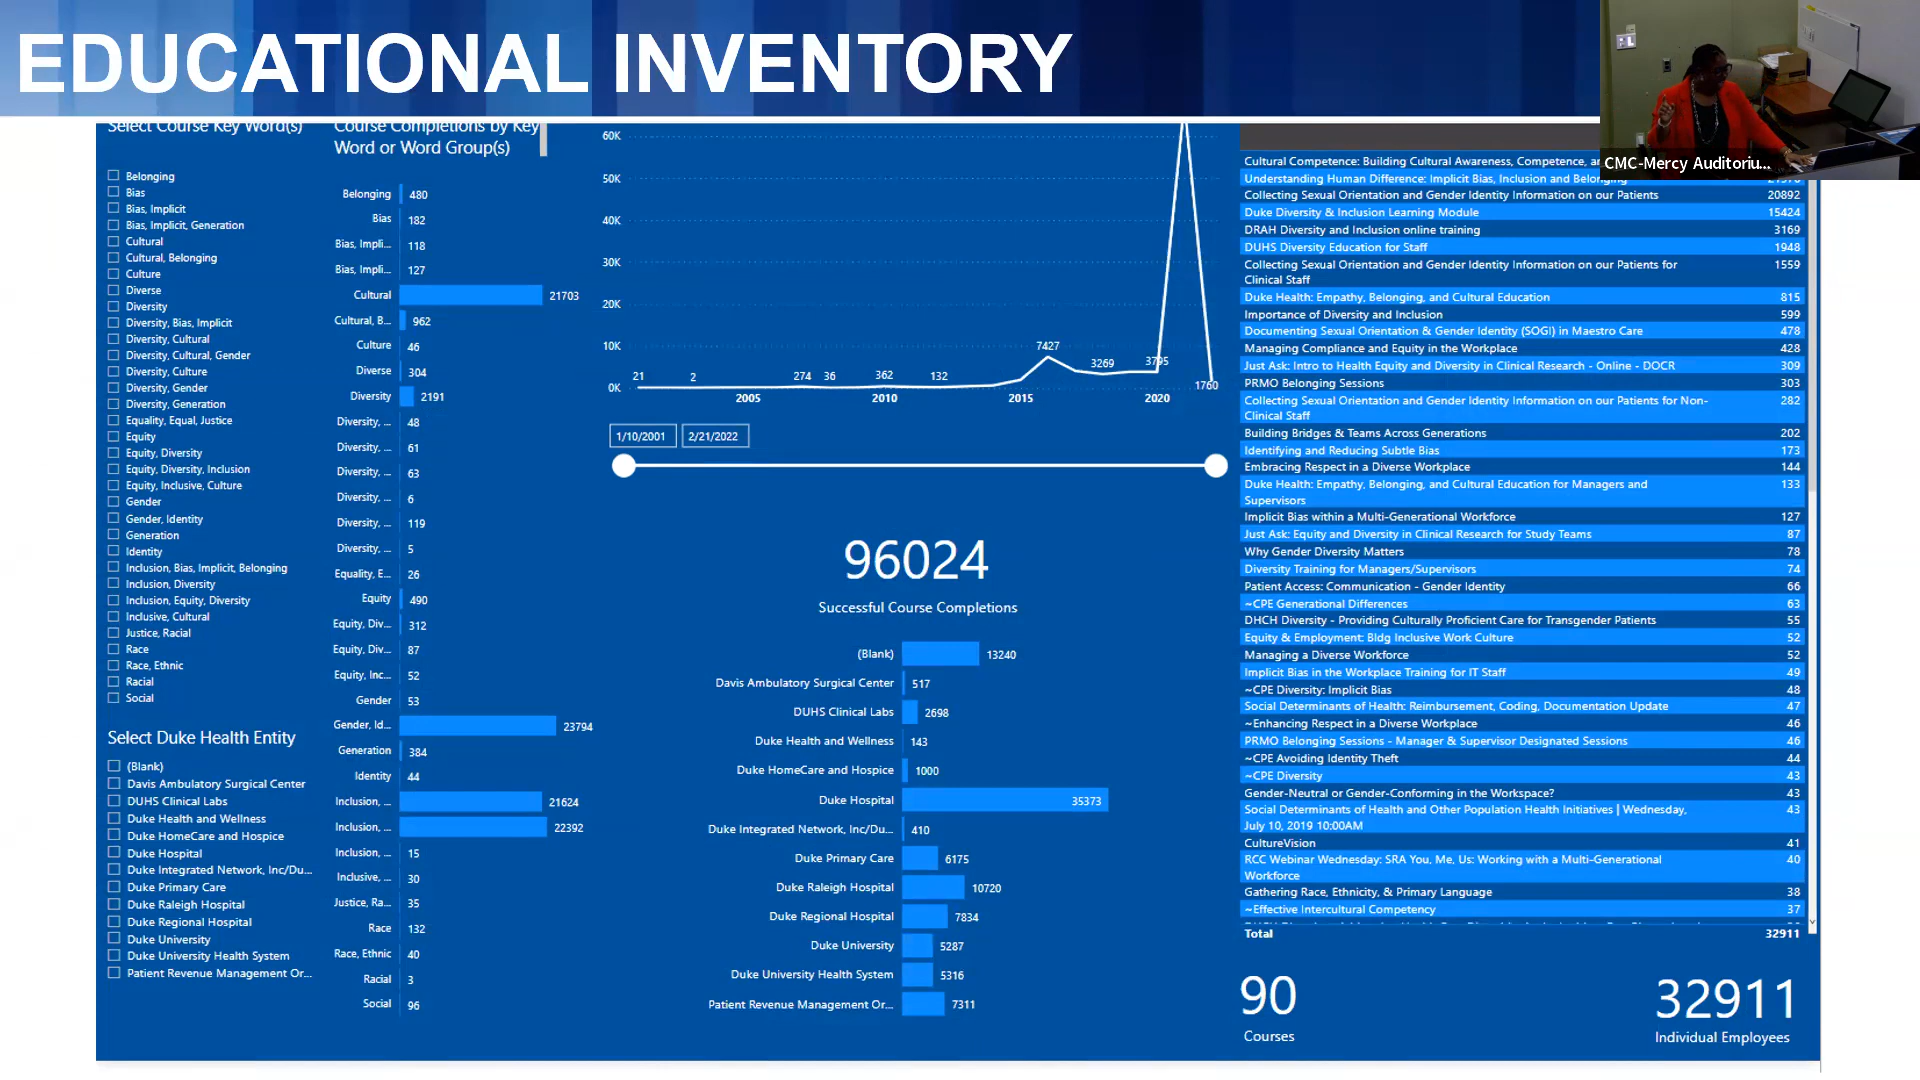 EDUCATIONAL INVENTORY
CMC-Mercy Auditoriu...
Select Course Key Word(s)
Belonging
Bias
Bias, Implicit
Bias, Implicit, Generation
Cultural
Cultural, Belonging
Culture
Diverse
Diversity
Diversity, Bias, Implicit
Diversity, Cultural
Diversity, Cultural, Gender
Diversity, Culture
Diversity, Gender
Diversity, Generation
Equality, Equal, Justice
Equity
Equity, Diversity
Equity, Diversity, Inclusion
Equity, Inclusive, Culture
Gender
Gender, Identity
Generation
Identity
Inclusion, Bias, Implicit, Belonging
Inclusion, Diversity
Inclusion, Equity, Diversity
Inclusive, Cultural
Justice, Racial
Race
Race, Ethnic
Racial
Social
Select Duke Health Entity
(Blank)
Davis Ambulatory Surgical Center
DUHS Clinical Labs
Duke Health and Wellness
Duke HomeCare and Hospice
Duke Hospital
Duke Integrated Network, Inc/Du...
Duke Primary Care
Duke Raleigh Hospital
Duke Regional Hospital
Duke University
Duke University Health System
Patient Revenue Management Or...
Course Completions by Key
Word or Word Group(s)
Belonging 480
Bias 182
Bias, Impli... 118
Bias, Impli... 127
Cultural 21703
Cultural, B... 962
Culture 46
Diverse 304
Diversity 2191
Diversity, ... 48
Diversity, ... 61
Diversity, ... 63
Diversity, ... 6
Diversity, ... 119
Diversity, ... 5
Equality, E... 26
Equity 490
Equity, Div... 312
Equity, Div... 87
Equity, Inc... 52
Gender 53
Gender, Id... 23794
Generation 384
Identity 44
Inclusion, ... 21624
Inclusion, ... 22392
Inclusion, ... 15
Inclusive, ... 30
Justice, Ra... 35
Race 132
Race, Ethnic 40
Racial 3
Social 96
60K
50K
40K
30K
20K
10K
0K
21 2 274 36 362 132 7427 3269 3795 1760
2005 2010 2015 2020
1/10/2001 2/21/2022
96024
Successful Course Completions
(Blank) 13240
Davis Ambulatory Surgical Center 517
DUHS Clinical Labs 2698
Duke Health and Wellness 143
Duke HomeCare and Hospice 1000
Duke Hospital 35373
Duke Integrated Network, Inc/Du... 410
Duke Primary Care 6175
Duke Raleigh Hospital 10720
Duke Regional Hospital 7834
Duke University 5287
Duke University Health System 5316
Patient Revenue Management Or... 7311
Cultural Competence: Building Cultural Awareness, Competence,
Understanding Human Difference: Implicit Bias, Inclusion and Belonging
Collecting Sexual Orientation and Gender Identity Information on our Patients 20892
Duke Diversity & Inclusion Learning Module 15424
DRAH Diversity and Inclusion online training 3169
DUHS Diversity Education for Staff 1948
Collecting Sexual Orientation and Gender Identity Information on our Patients for 1559
Clinical Staff
Duke Health: Empathy, Belonging, and Cultural Education 815
Importance of Diversity and Inclusion 599
Documenting Sexual Orientation & Gender Identity (SOGI) in Maestro Care 478
Managing Compliance and Equity in the Workplace 428
Just Ask: Intro to Health Equity and Diversity in Clinical Research - Online - DOCR 309
PRMO Belonging Sessions 303
Collecting Sexual Orientation and Gender Identity Information on our Patients for Non- 282
Clinical Staff
Building Bridges & Teams Across Generations 202
Identifying and Reducing Subtle Bias 173
Embracing Respect in a Diverse Workplace 144
Duke Health: Empathy, Belonging, and Cultural Education for Managers and 133
Supervisors
Implicit Bias within a Multi-Generational Workforce 127
Just Ask: Equity and Diversity in Clinical Research for Study Teams 87
Why Gender Diversity Matters 78
Diversity Training for Managers/Supervisors 74
Patient Access: Communication - Gender Identity 66
~CPE Generational Differences 63
DHCH Diversity - Providing Culturally Proficient Care for Transgender Patients 55
Equity & Employment: Bldg Inclusive Work Culture 52
Managing a Diverse Workforce 52
Implicit Bias in the Workplace Training for IT Staff 49
~CPE Diversity: Implicit Bias 48
Social Determinants of Health: Reimbursement, Coding, Documentation Update 47
~Enhancing Respect in a Diverse Workplace 46
PRMO Belonging Sessions - Manager & Supervisor Designated Sessions 46
~CPE Avoiding Identity Theft 44
~CPE Diversity 43
Gender-Neutral or Gender-Conforming in the Workspace? 43
Social Determinants of Health and Other Population Health Initiatives | Wednesday, 43
July 10, 2019 10:00AM
CultureVision 41
RCC Webinar Wednesday: SRA You, Me, Us: Working with a Multi-Generational 40
Workforce
Gathering Race, Ethnicity, & Primary Language 38
~Effective Intercultural Competency 37
Total 32911
90
Courses
32911
Individual Employees